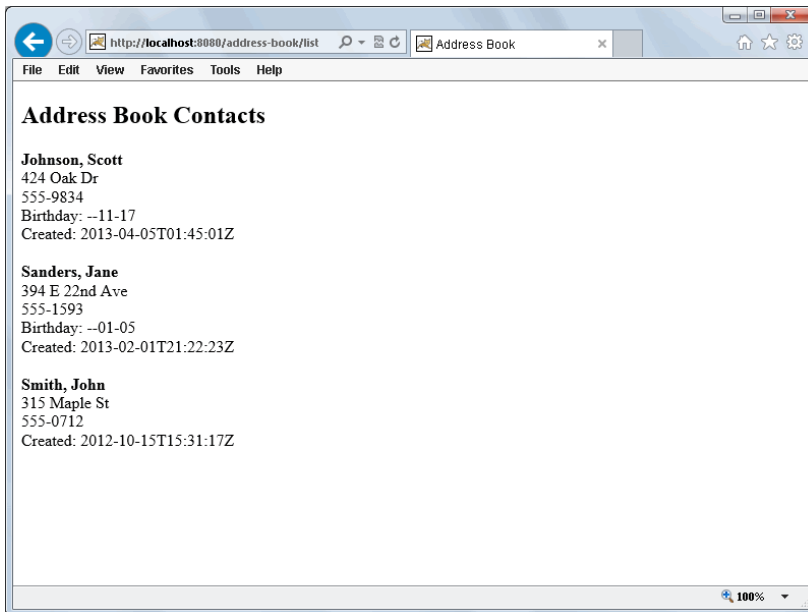 http://localhost:8080/address-book/list
Address Book
File Edit View Favorites Tools Help
Address Book Contacts
Johnson, Scott
424 Oak Dr
555-9834
Birthday: --11-17
Created: 2013-04-05T01:45:01Z
Sanders, Jane
394 E 22nd Ave
555-1593
Birthday: --01-05
Created: 2013-02-01T21:22:23Z
Smith, John
315 Maple St
555-0712
Created: 2012-10-15T15:31:17Z
100%